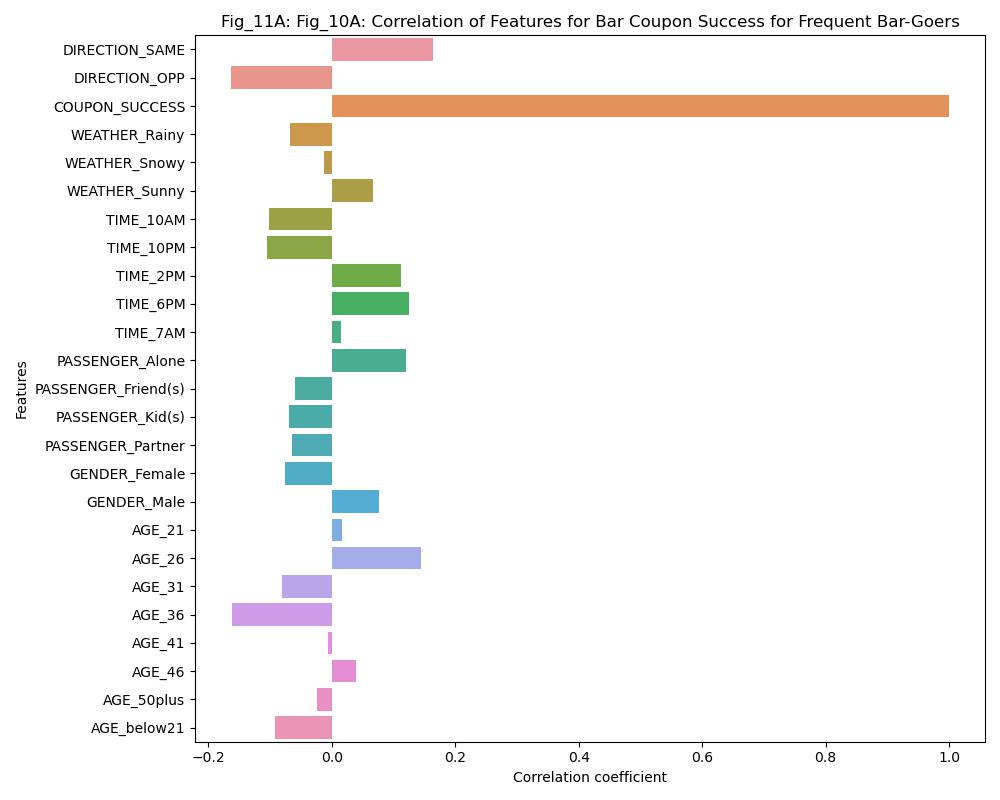 Fig_11A: Fig_10A: Correlation of Features for Bar Coupon Success for Frequent Bar-Goers
Features
DIRECTION_SAME
DIRECTION_OPP
COUPON_SUCCESS
WEATHER_Rainy
WEATHER_Snowy
WEATHER_Sunny
TIME_10AM
TIME_10PM
TIME_2PM
TIME_6PM
TIME_7AM
PASSENGER_Alone
PASSENGER_Friend(s)
PASSENGER_Kid(s)
PASSENGER_Partner
GENDER_Female
GENDER_Male
AGE_21
AGE_26
AGE_31
AGE_36
AGE_41
AGE_46
AGE_50plus
AGE_below21
−0.2 0.0 0.2 0.4 0.6 0.8 1.0
Correlation coefficient